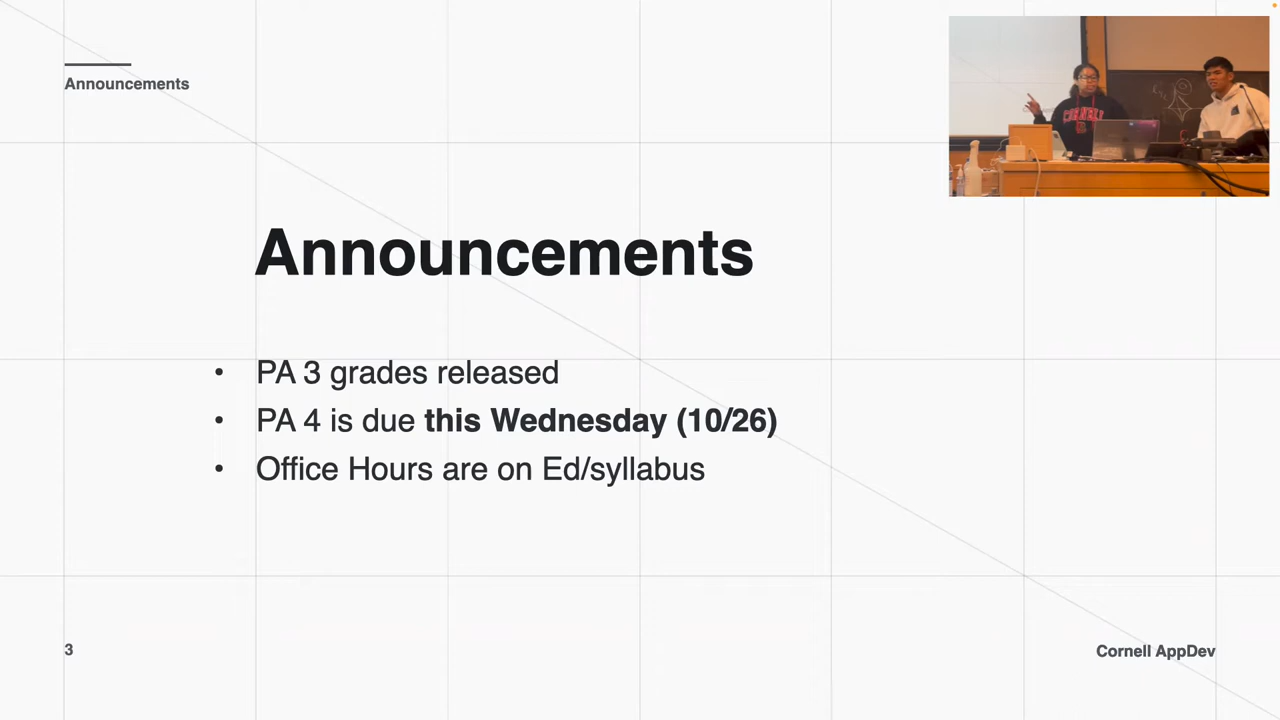 Announcements
Announcements
• PA 3 grades released
• PA 4 is due this Wednesday (10/26)
• Office Hours are on Ed/syllabus
3
Cornell AppDev
CORNELL